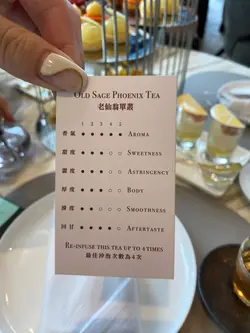 OLD SAGE PHOENIX TEA
老仙翁單叢
1 2 3 4 5
香氣 ● ● ● ● ● AROMA
甜度 ● ● ● ○ ○ SWEETNESS
澀度 ● ● ● ○ ○ ASTRINGENCY
厚度 ● ● ● ○ ○ BODY
滑度 ● ● ○ ○ ○ SMOOTHNESS
回甘 ● ● ● ● ○ AFTERTASTE
RE-INFUSE THIS TEA UP TO 4 TIMES
最佳沖泡次數為4次